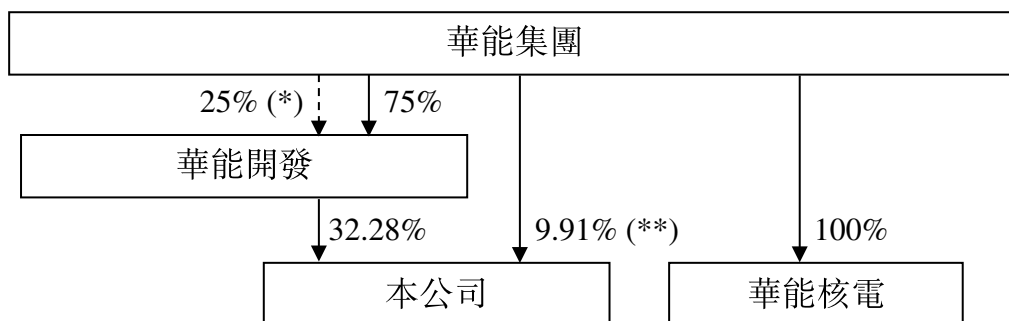 華能集團
25% (*)
75%
華能開發
32.28%
9.91% (**)
100%
本公司
華能核電